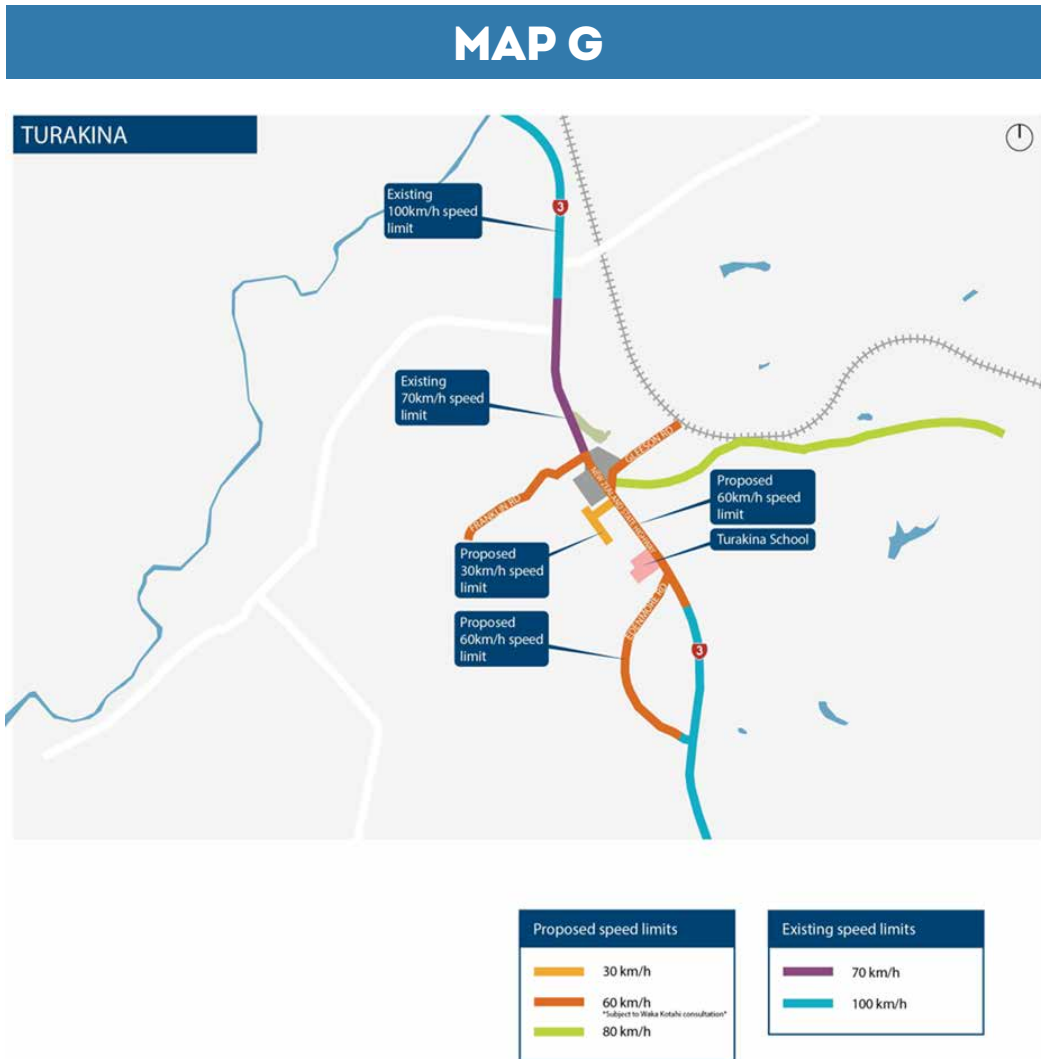 MAP G
TURAKINA
Existing
100km/h speed
limit
3
Existing
70km/h speed
limit
GLEESON RD
NEW ZEALAND STATE HIGHWAY
FRANKLIN RD
Proposed
60km/h speed
limit
Turakina School
Proposed
30km/h speed
limit
EDENMORE RD
Proposed
60km/h speed
limit
3
Proposed speed limits
30 km/h
60 km/h
*Subject to Waka Kotahi consultation*
80 km/h
Existing speed limits
70 km/h
100 km/h